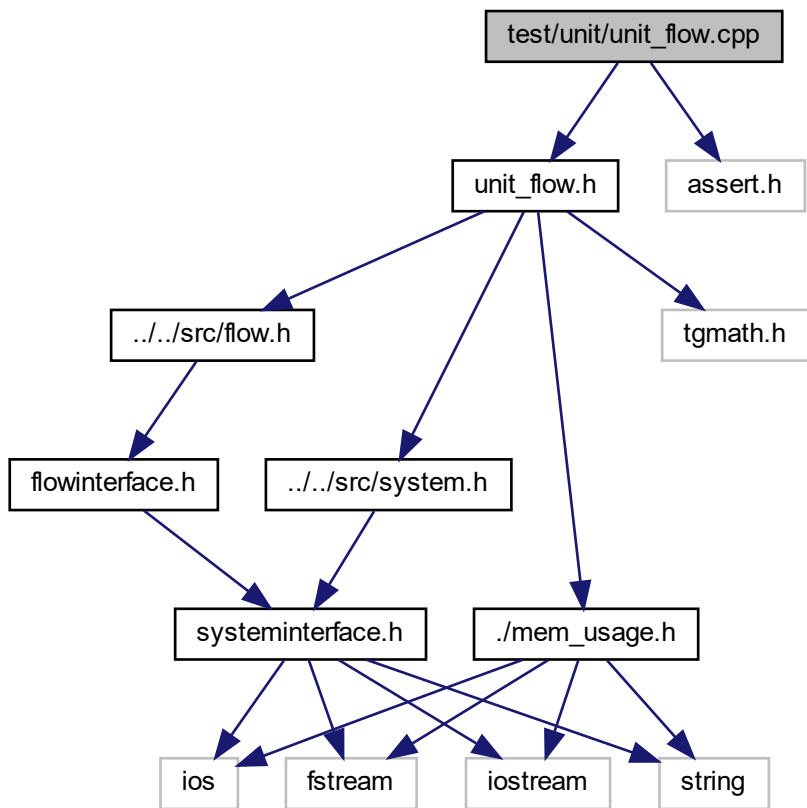 test/unit/unit_flow.cpp
unit_flow.h
assert.h
../../src/flow.h
tgmath.h
flowinterface.h
../../src/system.h
systeminterface.h
./mem_usage.h
ios
fstream
iostream
string